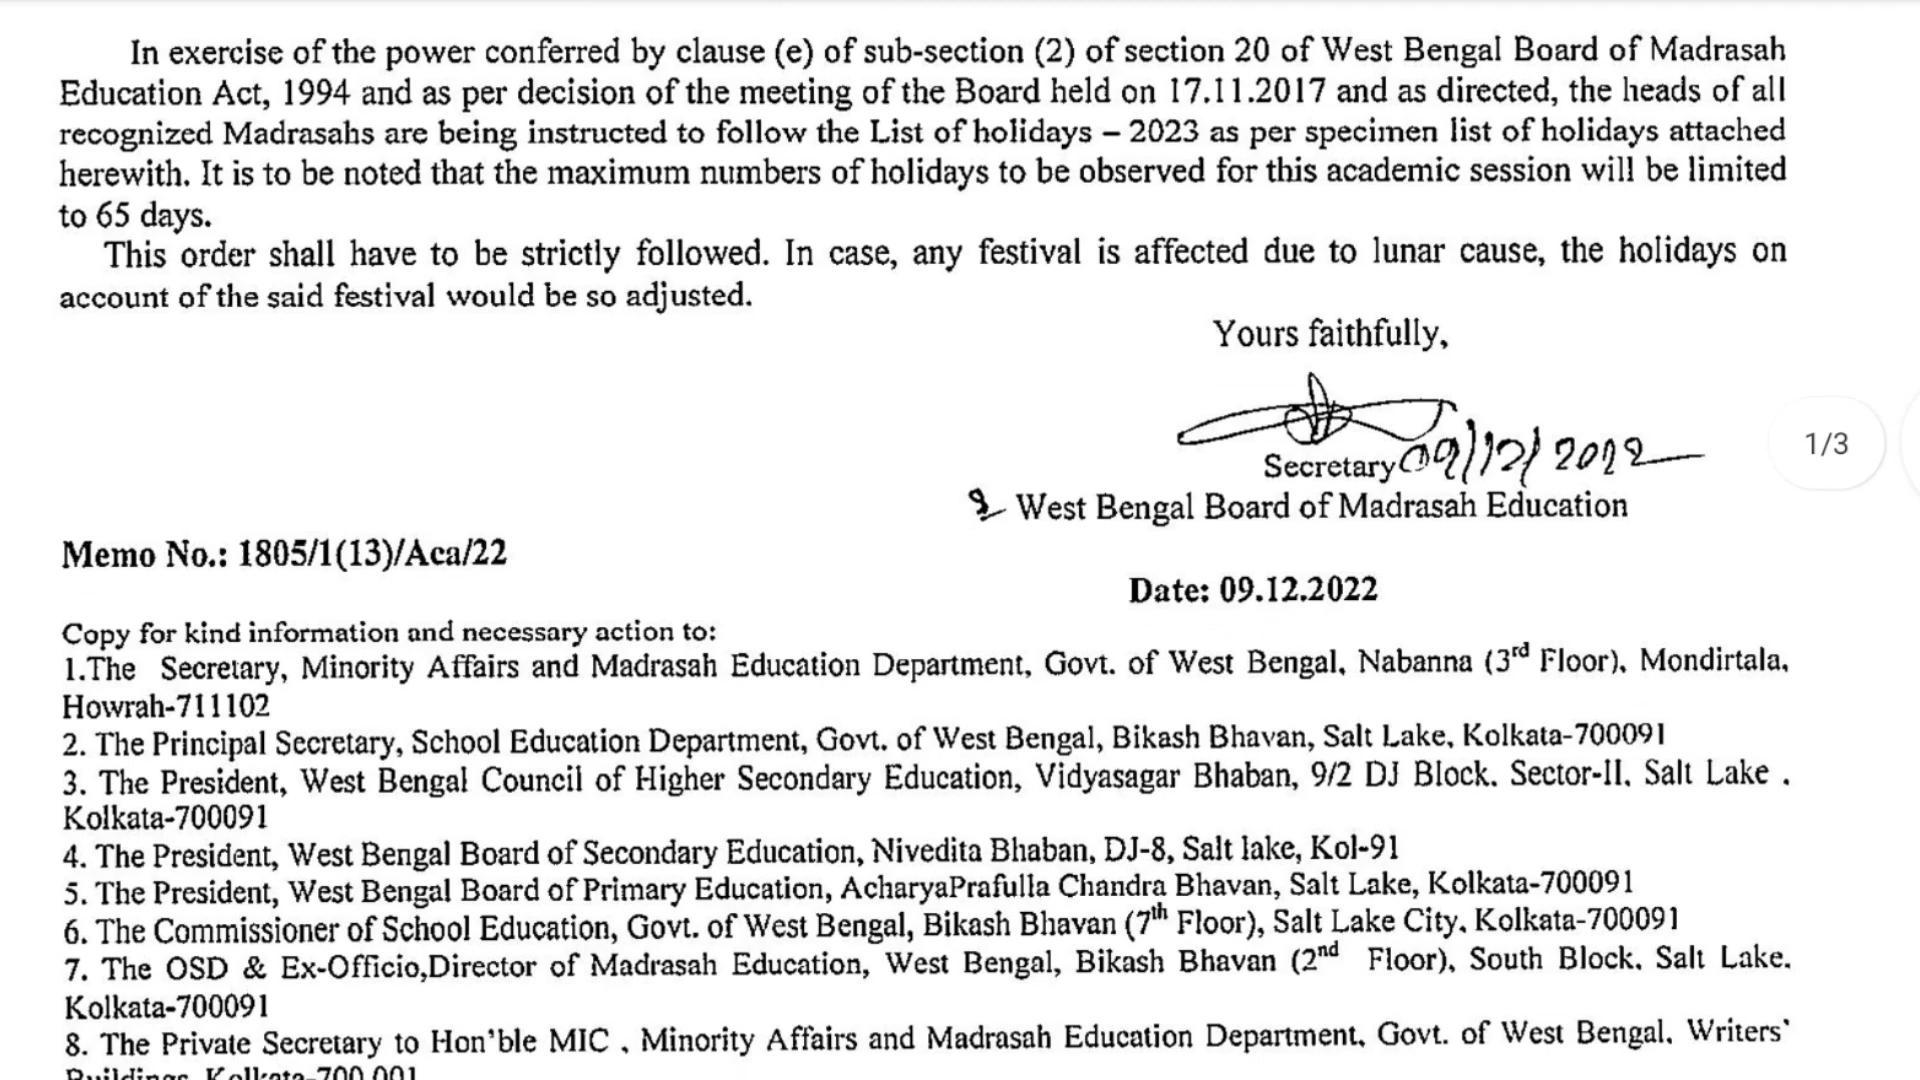 In exercise of the power conferred by clause (e) of sub-section (2) of section 20 of West Bengal Board of Madrasah
Education Act, 1994 and as per decision of the meeting of the Board held on 17.11.2017 and as directed, the heads of all
recognized Madrasahs are being instructed to follow the List of holidays – 2023 as per specimen list of holidays attached
herewith. It is to be noted that the maximum numbers of holidays to be observed for this academic session will be limited
to 65 days.
This order shall have to be strictly followed. In case, any festival is affected due to lunar cause, the holidays on
account of the said festival would be so adjusted.
Yours faithfully,
Secretary 09/12/2022
1/3
West Bengal Board of Madrasah Education
Memo No.: 1805/1(13)/Aca/22
Date: 09.12.2022
Copy for kind information and necessary action to:
1.The Secretary, Minority Affairs and Madrasah Education Department, Govt. of West Bengal, Nabanna (3rd Floor), Mondirtala,
Howrah-711102
2. The Principal Secretary, School Education Department, Govt. of West Bengal, Bikash Bhavan, Salt Lake, Kolkata-700091
3. The President, West Bengal Council of Higher Secondary Education, Vidyasagar Bhaban, 9/2 DJ Block. Sector-II. Salt Lake .
Kolkata-700091
4. The President, West Bengal Board of Secondary Education, Nivedita Bhaban, DJ-8, Salt lake, Kol-91
5. The President, West Bengal Board of Primary Education, AcharyaPrafulla Chandra Bhavan, Salt Lake, Kolkata-700091
6. The Commissioner of School Education, Govt. of West Bengal, Bikash Bhavan (7th Floor), Salt Lake City. Kolkata-700091
7. The OSD & Ex-Officio,Director of Madrasah Education, West Bengal, Bikash Bhavan (2nd Floor), South Block. Salt Lake.
Kolkata-700091
8. The Private Secretary to Hon'ble MIC , Minority Affairs and Madrasah Education Department, Govt. of West Bengal. Writers'
Buildings, Kolkata-700 001